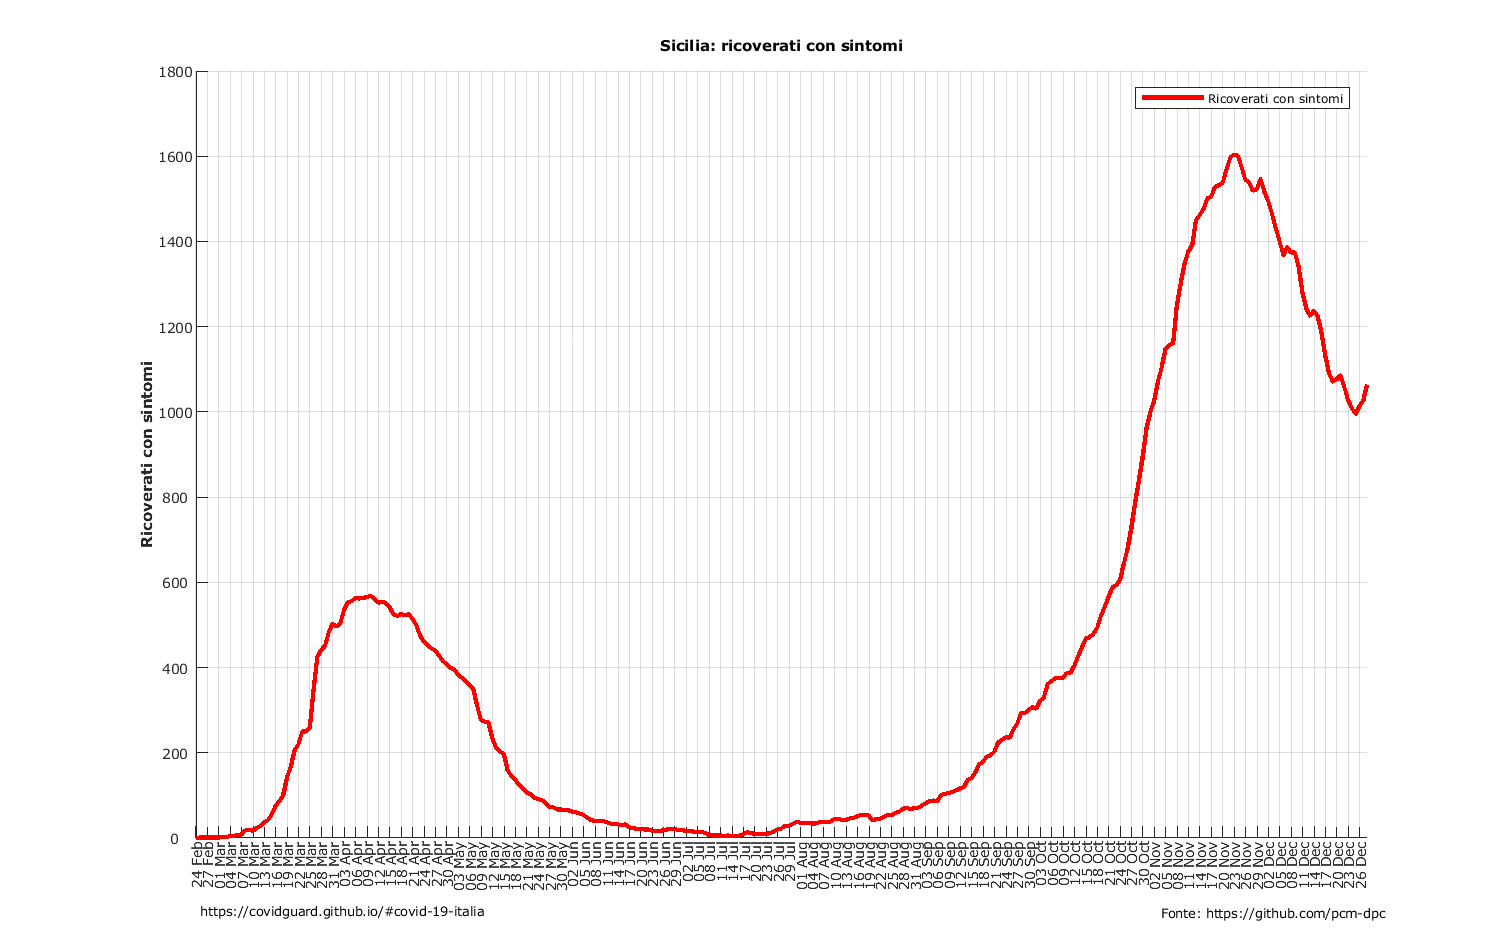 Sicilia: ricoverati con sintomi
Ricoverati con sintomi
Ricoverati con sintomi
1800
1600
1400
1200
1000
800
600
400
200
0
24 Feb
27 Feb
01 Mar
04 Mar
07 Mar
10 Mar
13 Mar
16 Mar
19 Mar
22 Mar
25 Mar
28 Mar
31 Mar
03 Apr
06 Apr
09 Apr
12 Apr
15 Apr
18 Apr
21 Apr
24 Apr
27 Apr
30 Apr
03 May
06 May
09 May
12 May
15 May
18 May
21 May
24 May
27 May
30 May
02 Jun
05 Jun
08 Jun
11 Jun
14 Jun
17 Jun
20 Jun
23 Jun
26 Jun
29 Jun
02 Jul
05 Jul
08 Jul
11 Jul
14 Jul
17 Jul
20 Jul
23 Jul
26 Jul
29 Jul
01 Aug
04 Aug
07 Aug
10 Aug
13 Aug
16 Aug
19 Aug
22 Aug
25 Aug
28 Aug
31 Aug
03 Sep
06 Sep
09 Sep
12 Sep
15 Sep
18 Sep
21 Sep
24 Sep
27 Sep
30 Sep
03 Oct
06 Oct
09 Oct
12 Oct
15 Oct
18 Oct
21 Oct
24 Oct
27 Oct
30 Oct
02 Nov
05 Nov
08 Nov
11 Nov
14 Nov
17 Nov
20 Nov
23 Nov
26 Nov
29 Nov
02 Dec
05 Dec
08 Dec
11 Dec
14 Dec
17 Dec
20 Dec
23 Dec
26 Dec
https://covidguard.github.io/#covid-19-italia
Fonte: https://github.com/pcm-dpc